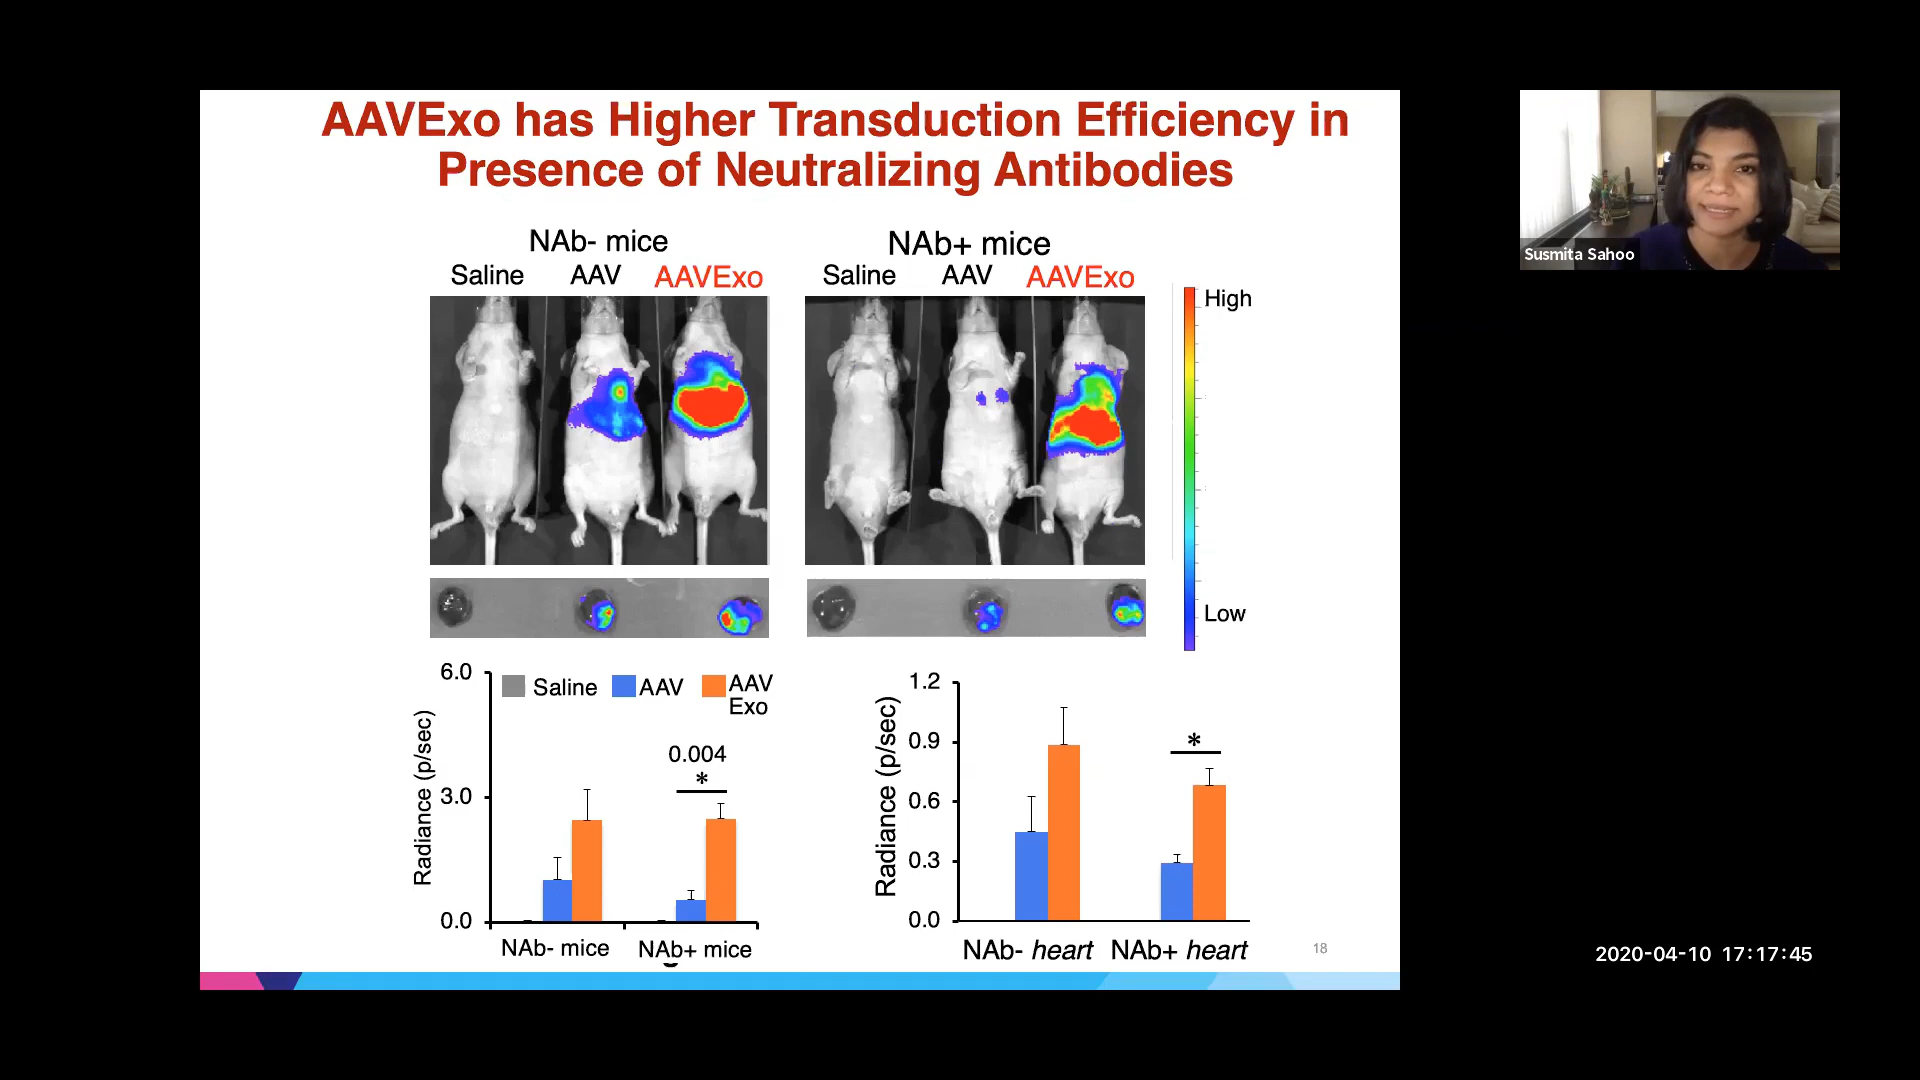 AAVExo has Higher Transduction Efficiency in
Presence of Neutralizing Antibodies
NAb- mice
Saline AAV AAVExo
NAb+ mice
Saline AAV AAVExo
High
Low
Susmita Sahoo
6.0
3.0
0.0
Radiance (p/sec)
Saline AAV AAV
Exo
0.004
*
NAb- mice NAb+ mice
1.2
0.9
0.6
0.3
0.0
Radiance (p/sec)
*
NAb- heart NAb+ heart
18
2020-04-10 17:17:45